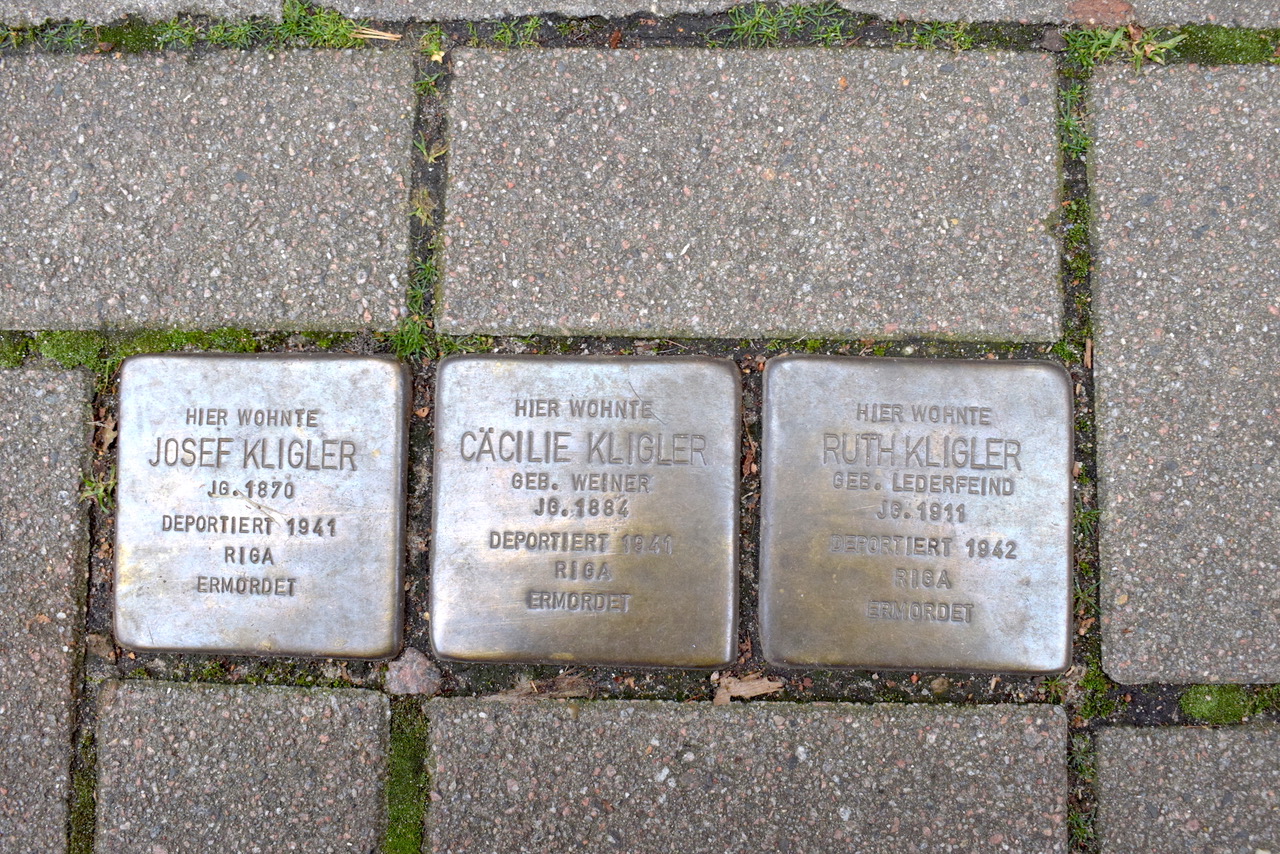 HIER WOHNTE
JOSEF KLIGLER
JG. 1870
DEPORTIERT 1941
RIGA
ERMORDET
HIER WOHNTE
CÄCILIE KLIGLER
GEB. WEINER
JG. 1884
DEPORTIERT 1941
RIGA
ERMORDET
HIER WOHNTE
RUTH KLIGLER
GEB. LEDERFEIND
JG. 1911
DEPORTIERT 1942
RIGA
ERMORDET